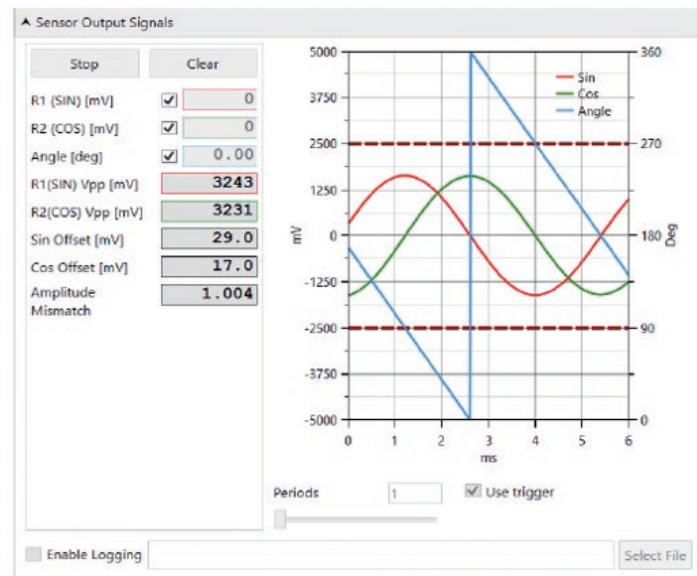 Sensor Output Signals
Stop Clear
R1 (SIN) [mV] 0
R2 (COS) [mV] 0
Angle [deg] 0.00
R1(SIN) Vpp [mV] 3243
R2(COS) Vpp [mV] 3231
Sin Offset [mV] 29.0
Cos Offset [mV] 17.0
Amplitude
Mismatch 1.004
5000 360
Sin
3750 Cos
Angle
2500 270
1250
mV 0 180 Deg
-1250
-2500 90
-3750
-5000 0
0 1 2 3 4 5 6
ms
Periods 1 Use trigger
Enable Logging Select File